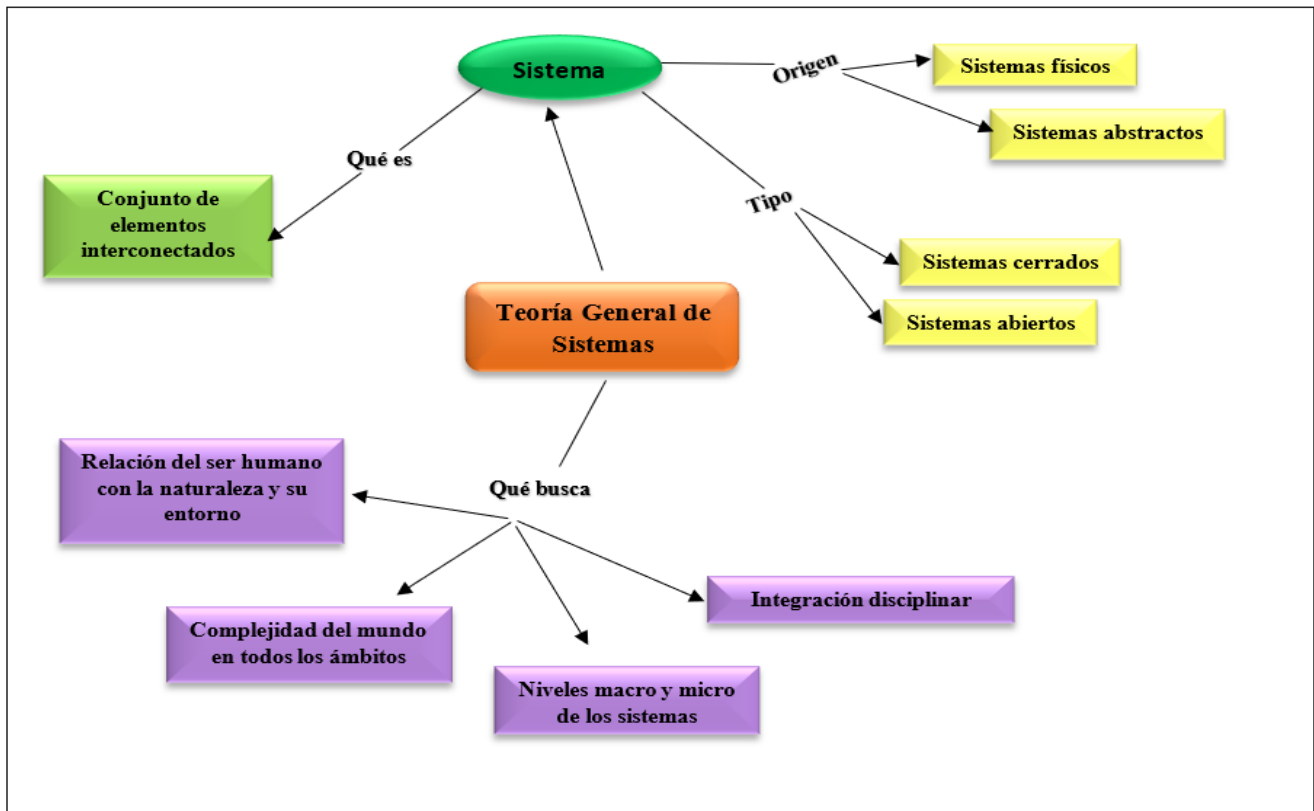 Sistema
Origen
Sistemas físicos
Sistemas abstractos
Qué es
Conjunto de
elementos
interconectados
Tipo
Sistemas cerrados
Sistemas abiertos
Teoría General de
Sistemas
Qué busca
Relación del ser humano
con la naturaleza y su
entorno
Complejidad del mundo
en todos los ámbitos
Niveles macro y micro
de los sistemas
Integración disciplinar